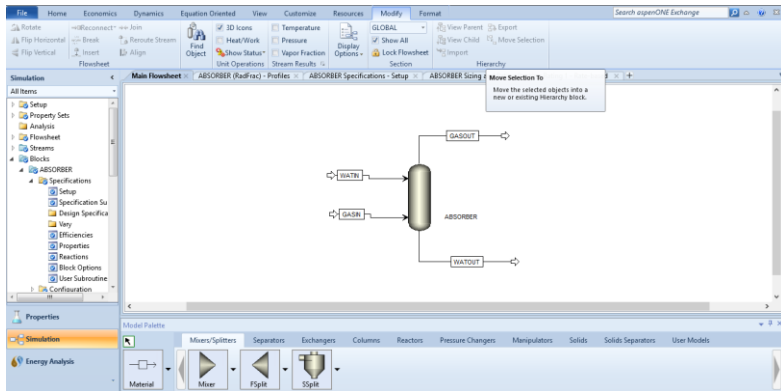 File Home Economics Dynamics Equation Oriented View Customize Resources Modify Format Search aspenONE Exchange
Rotate Reconnect Join 3D Icons Temperature GLOBAL View Parent Export
Flip Horizontal Break Reroute Stream Heat/Work Pressure Show All View Child Move Selection
Flip Vertical Insert Align Find Object Show Status Vapor Fraction Display Options Lock Flowsheet Import
Flowsheet Unit Operations Stream Results Section Hierarchy
Simulation Main Flowsheet ABSORBER (RadFrac) - Profiles ABSORBER Specifications - Setup ABSORBER Sizing
All Items
Move Selection To
Move the selected objects into a
new or existing Hierarchy block.
Setup
Property Sets
Analysis
Flowsheet
Streams
Blocks
ABSORBER
Specifications
Setup
Specification Su
Design Specifica
Vary
Efficiencies
Properties
Reactions
Block Options
User Subroutine
Configuration
GASOUT
WATIN
GASIN
ABSORBER
WATOUT
Properties
Simulation
Energy Analysis
Model Palette
Mixers/Splitters Separators Exchangers Columns Reactors Pressure Changers Manipulators Solids Solids Separators User Models
Material Mixer FSplit SSplit